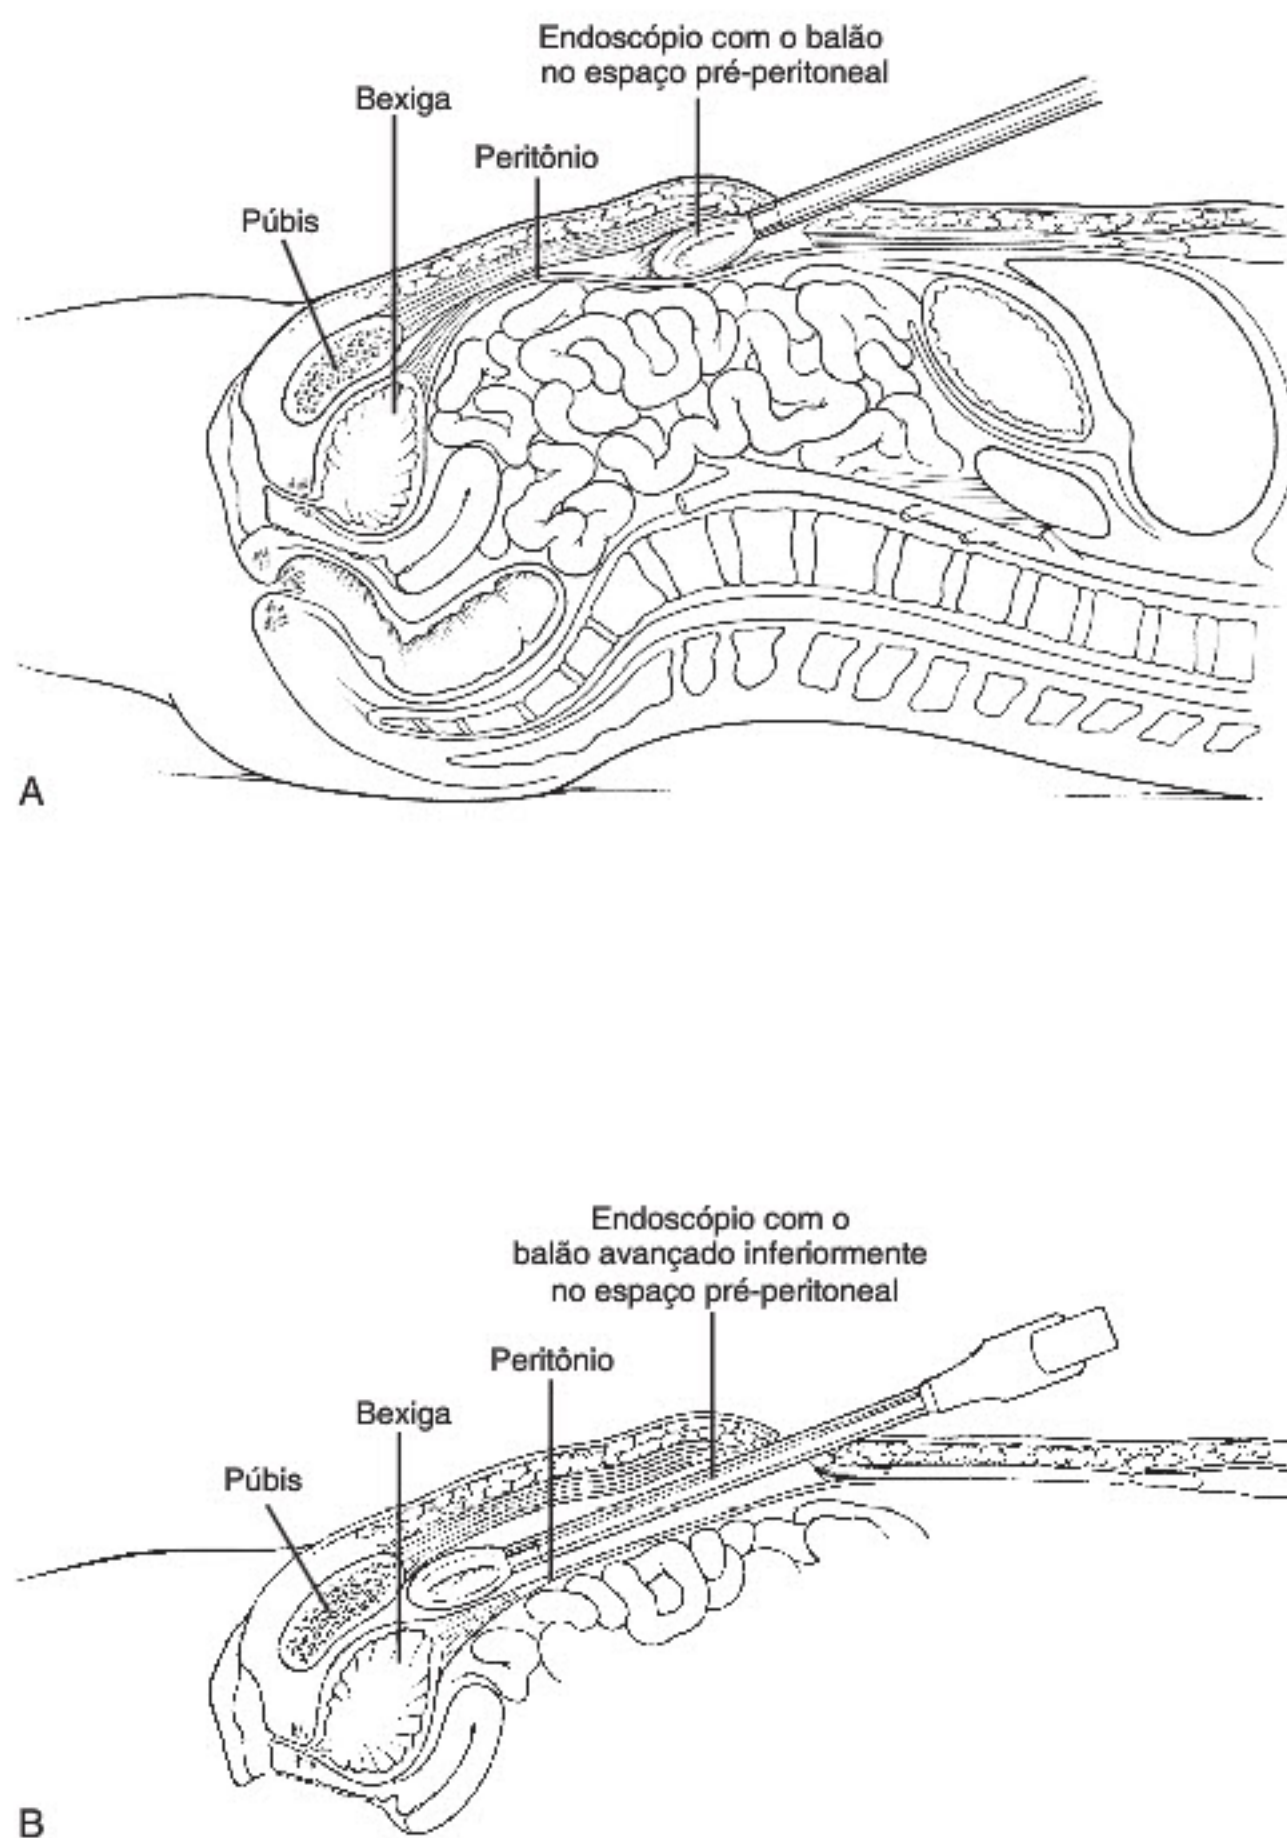 Endoscópio com o balão
no espaço pré-peritoneal
Bexiga
Peritônio
Púbis
A
Endoscópio com o
balão avançado inferiormente
no espaço pré-peritoneal
Peritônio
Bexiga
Púbis
B